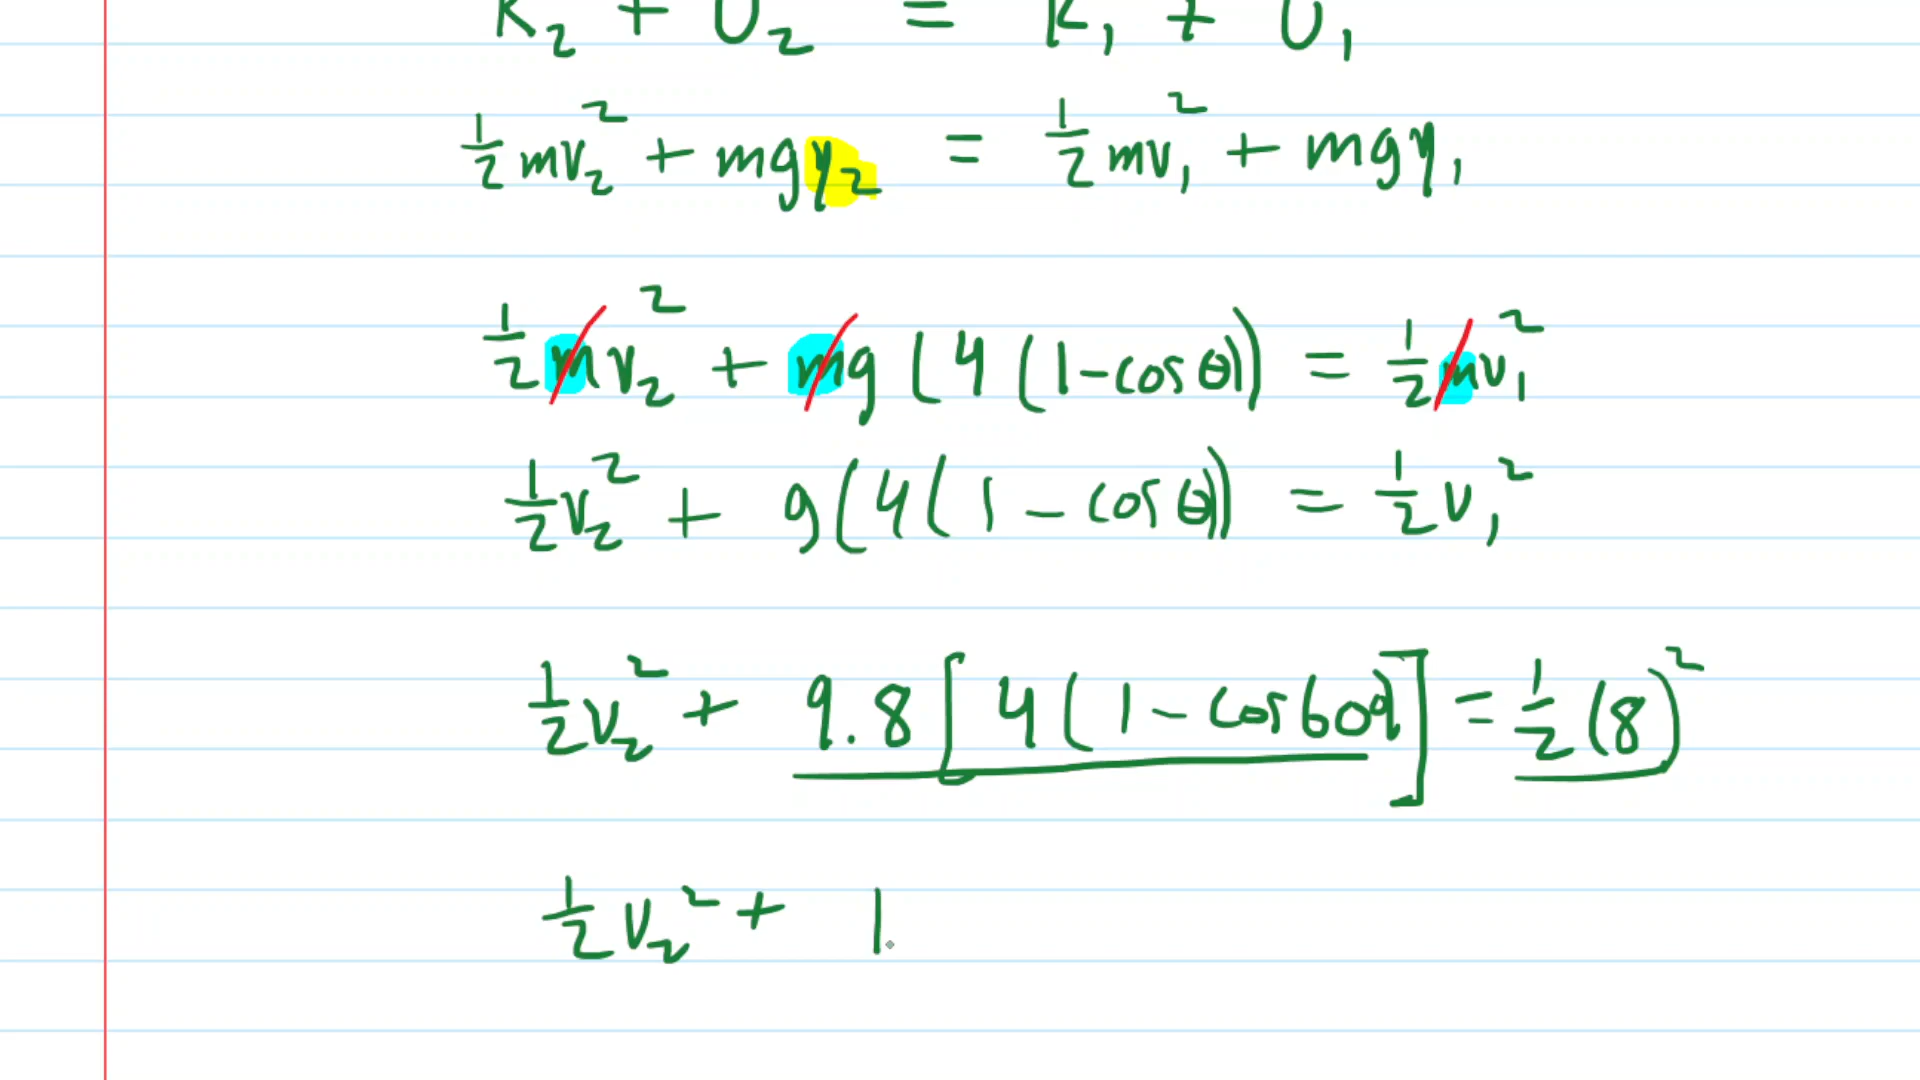 K₂ + U₂ = K₁ + U₁
½mv₂² + mgy₂ = ½mv₁² + mgy₁
½mv₂² + mg(4(1-cosθ)) = ½mv₁²
½v₂² + g(4(1-cosθ)) = ½v₁²
½v₂² + 9.8[4(1-cos60°)] = ½(8)²
½v₂² + 1